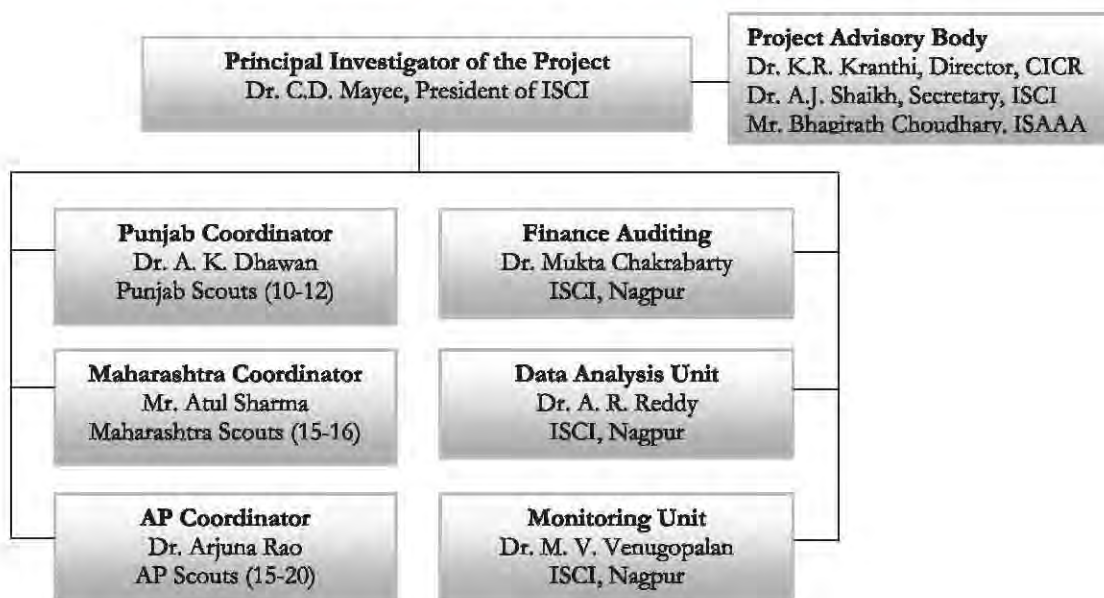 Principal Investigator of the Project
Dr. C.D. Mayee, President of ISCI
Project Advisory Body
Dr. K.R. Kranthi, Director, CICR
Dr. A.J. Shaikh, Secretary, ISCI
Mr. Bhagirath Choudhary, ISAAA
Punjab Coordinator
Dr. A. K. Dhawan
Punjab Scouts (10-12)
Finance Auditing
Dr. Mukta Chakrabarty
ISCI, Nagpur
Maharashtra Coordinator
Mr. Atul Sharma
Maharashtra Scouts (15-16)
Data Analysis Unit
Dr. A. R. Reddy
ISCI, Nagpur
AP Coordinator
Dr. Arjuna Rao
AP Scouts (15-20)
Monitoring Unit
Dr. M. V. Venugopalan
ISCI, Nagpur